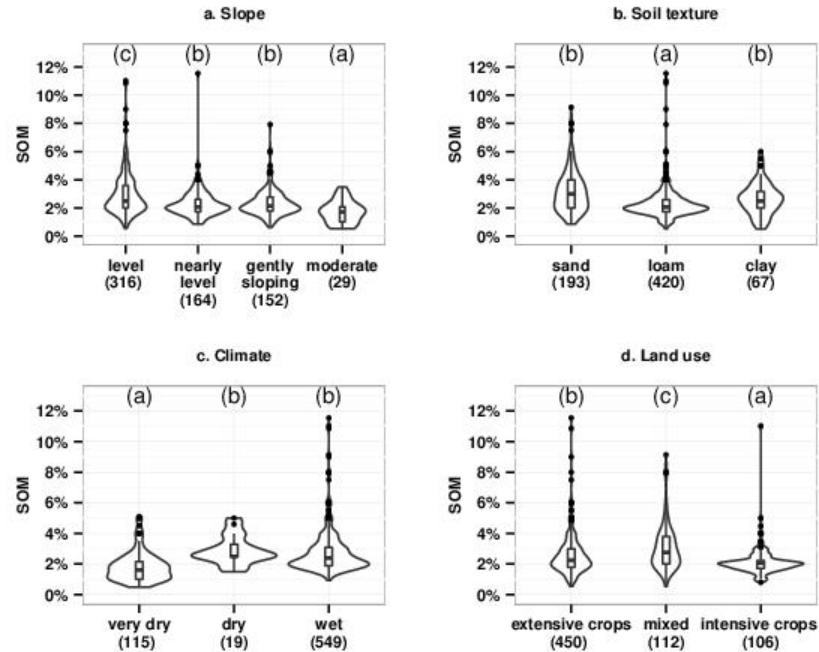 a. Slope
(c) (b) (b) (a)
12%
10%
8%
6%
4%
2%
0%
SOM
level nearly gently moderate
(316) level sloping (29)
(164) (152)
b. Soil texture
(b) (a) (b)
12%
10%
8%
6%
4%
2%
0%
SOM
sand loam clay
(193) (420) (67)
c. Climate
(a) (b) (b)
12%
10%
8%
6%
4%
2%
0%
SOM
very dry dry wet
(115) (19) (549)
d. Land use
(b) (c) (a)
12%
10%
8%
6%
4%
2%
0%
SOM
extensive crops mixed intensive crops
(450) (112) (106)